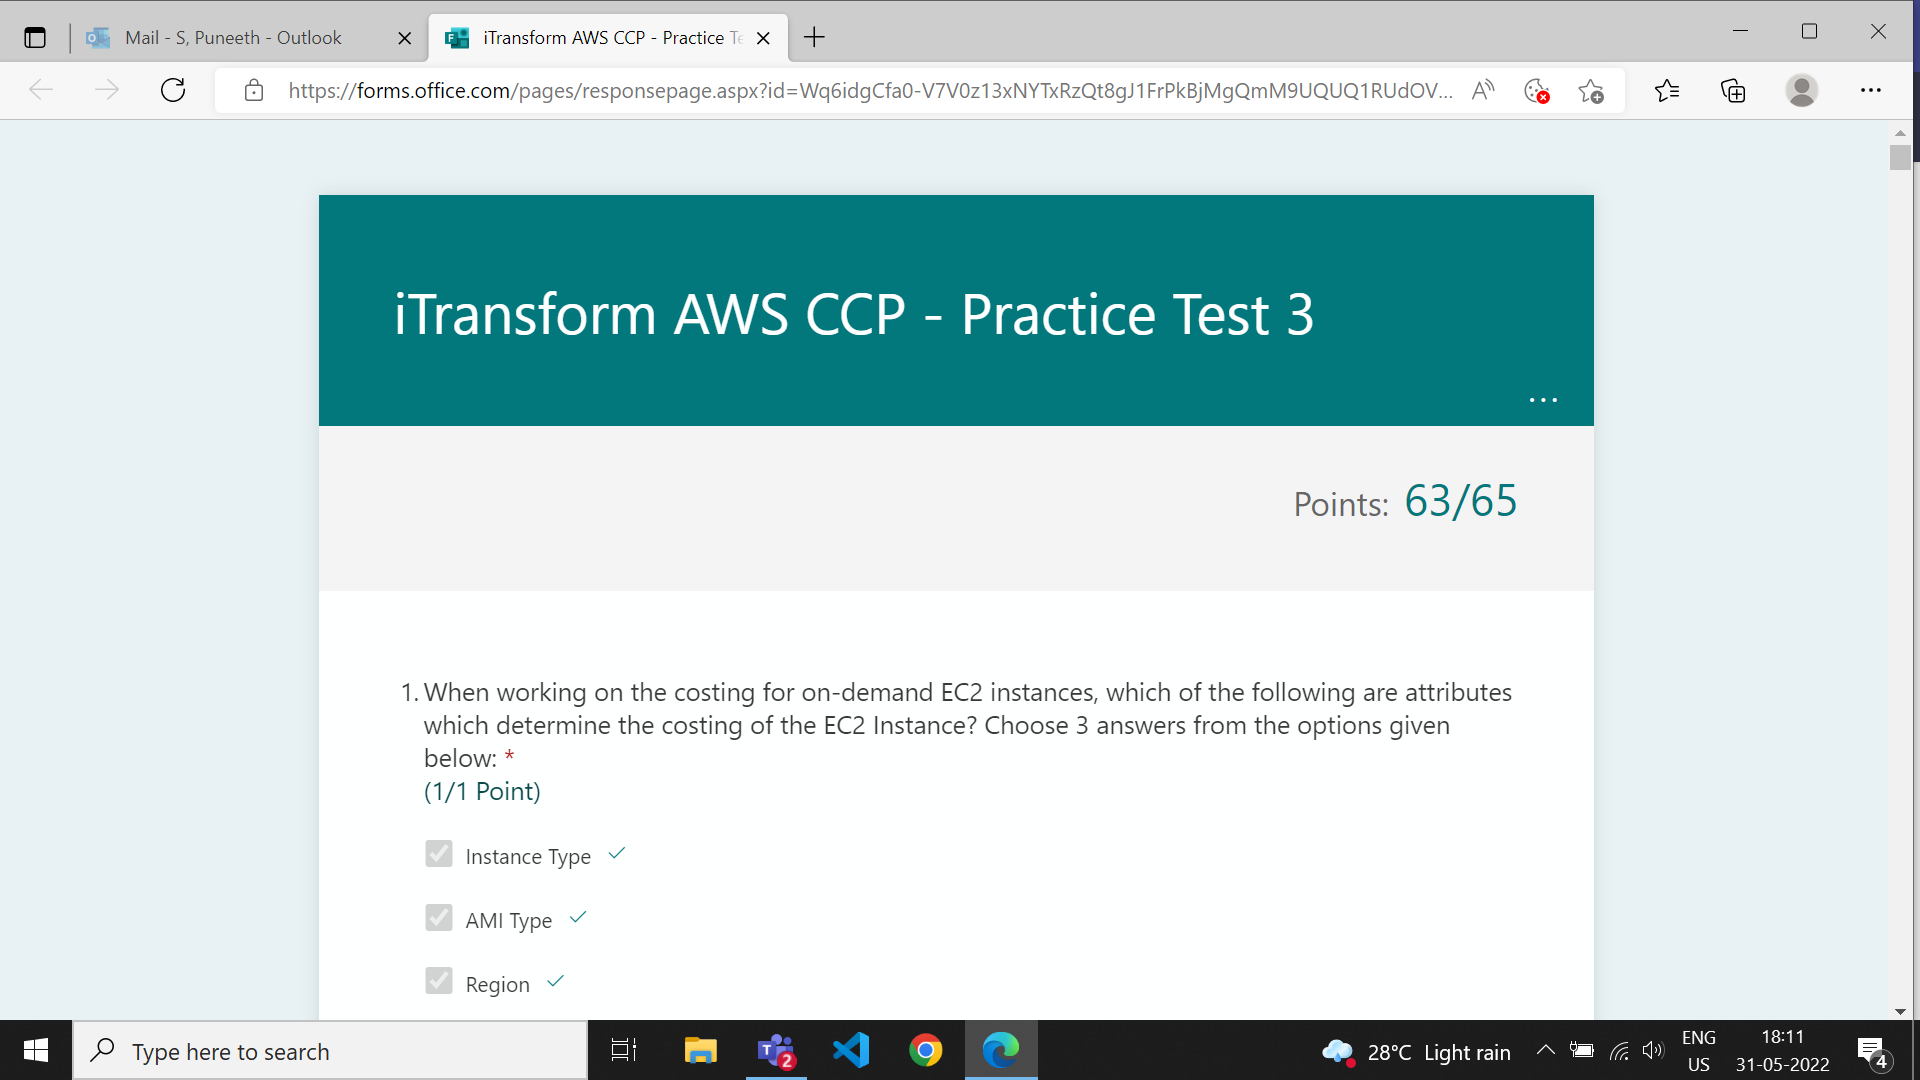 Mail - S, Puneeth - Outlook
iTransform AWS CCP - Practice Te
https://forms.office.com/pages/responsepage.aspx?id=Wq6idgCfa0-V7V0z13xNYTxRzQt8gJ1FrPkBjMgQmM9UQUQ1RUdOV...
iTransform AWS CCP - Practice Test 3
...
Points: 63/65
1. When working on the costing for on-demand EC2 instances, which of the following are attributes
which determine the costing of the EC2 Instance? Choose 3 answers from the options given
below: *
(1/1 Point)
Instance Type
AMI Type
Region
Type here to search
2
28°C Light rain
ENG
US
18:11
31-05-2022
4